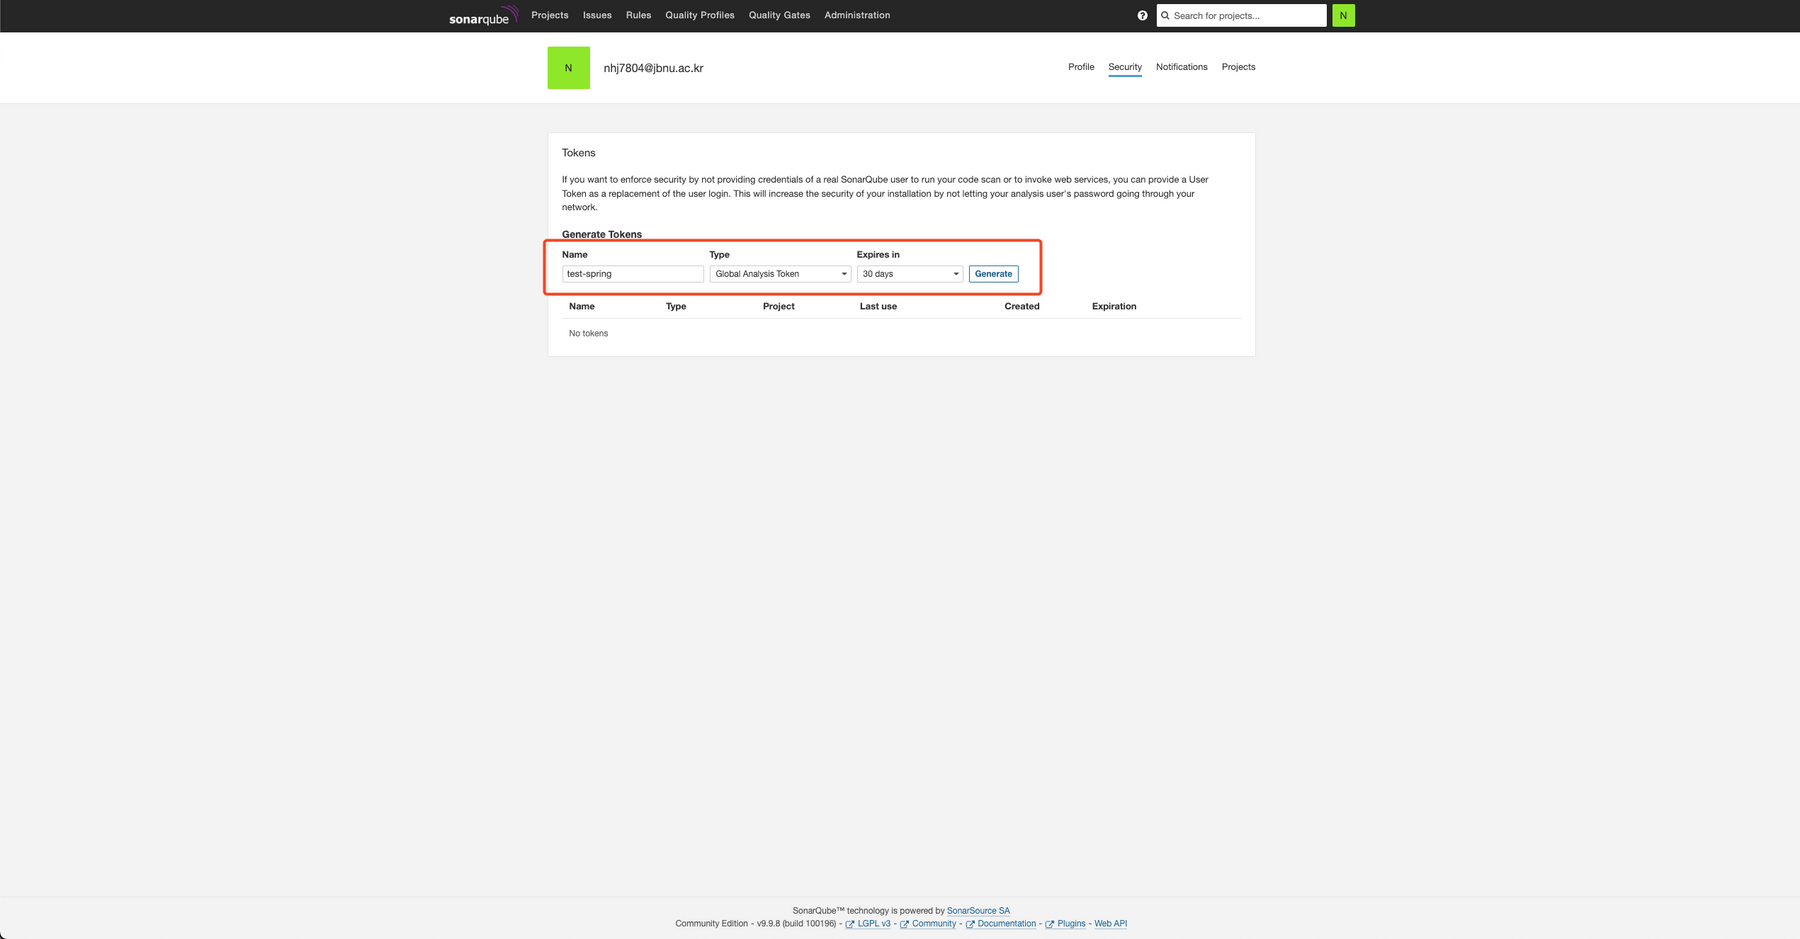 sonarqube Projects Issues Rules Quality Profiles Quality Gates Administration ? Search for projects... N
N nhj7804@jbnu.ac.kr Profile Security Notifications Projects
Tokens
If you want to enforce security by not providing credentials of a real SonarQube user to run your code scan or to invoke web services, you can provide a User
Token as a replacement of the user login. This will increase the security of your installation by not letting your analysis user's password going through your
network.
Generate Tokens
Name Type Expires in
test-spring Global Analysis Token 30 days Generate
Name Type Project Last use Created Expiration
No tokens
SonarQube™ technology is powered by SonarSource SA
Community Edition - v9.9.8 (build 100196) - LGPL v3 - Community - Documentation - Plugins - Web API